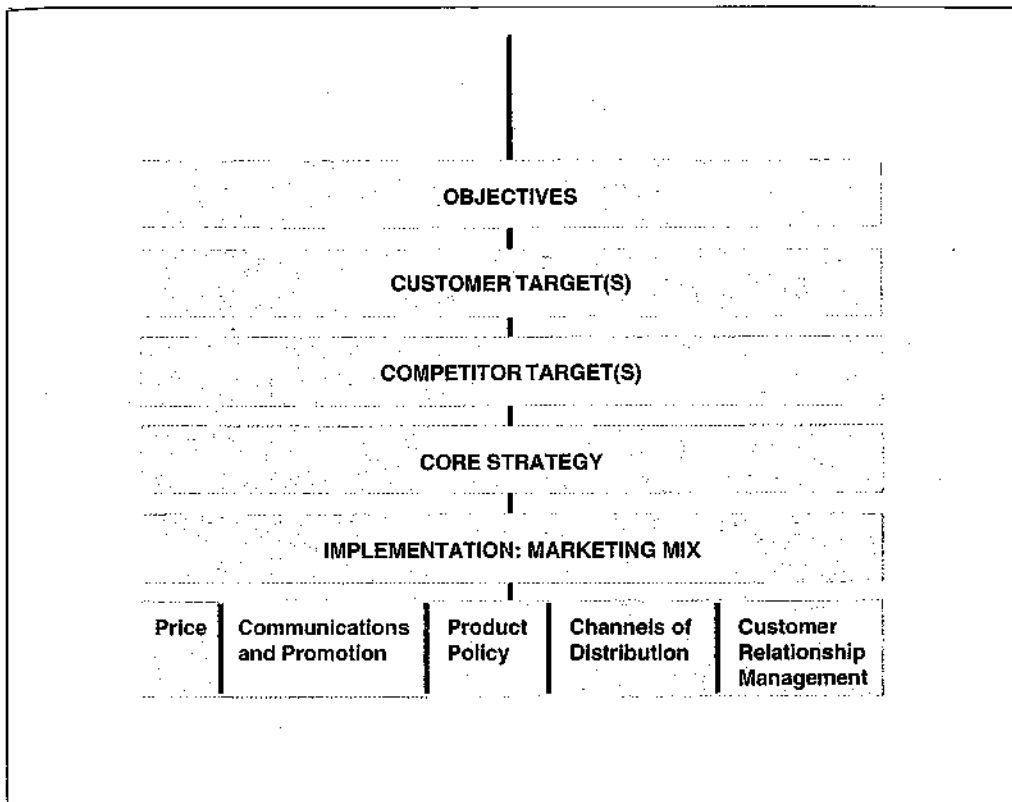 OBJECTIVES
CUSTOMER TARGET(S)
COMPETITOR TARGET(S)
CORE STRATEGY
IMPLEMENTATION: MARKETING MIX
Price
Communications
and Promotion
Product
Policy
Channels of
Distribution
Customer
Relationship
Management